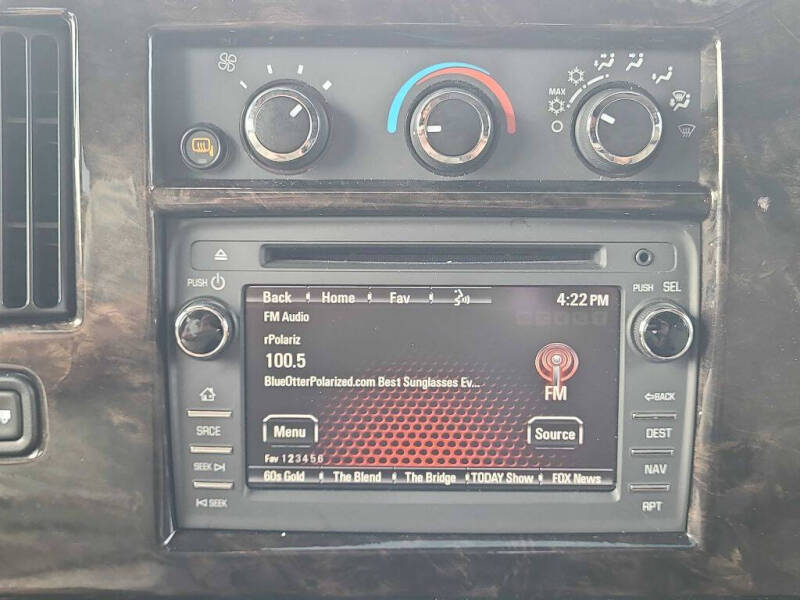 MAX
PUSH
PUSH SEL
Back Home Fav 4:22 PM
FM Audio
rPolariz
100.5
BlueOtterPolarized.com Best Sunglasses Ev...
FM
Menu Source
Fav 1 2 3 4 5 6
60s Gold The Blend The Bridge TODAY Show FOX News
SRCE
SEEK
SEEK
BACK
DEST
NAV
RPT